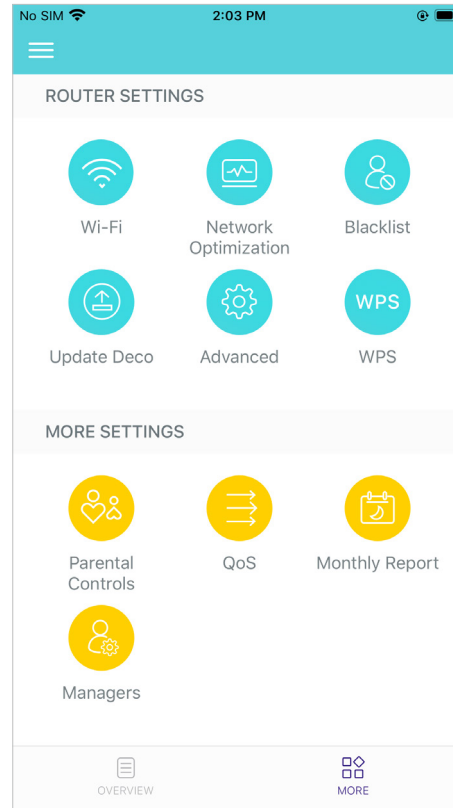 No SIM 2:03 PM
ROUTER SETTINGS
Wi-Fi
Network
Optimization
Blacklist
Update Deco
Advanced
WPS
WPS
MORE SETTINGS
Parental
Controls
QoS
Monthly Report
Managers
OVERVIEW
MORE